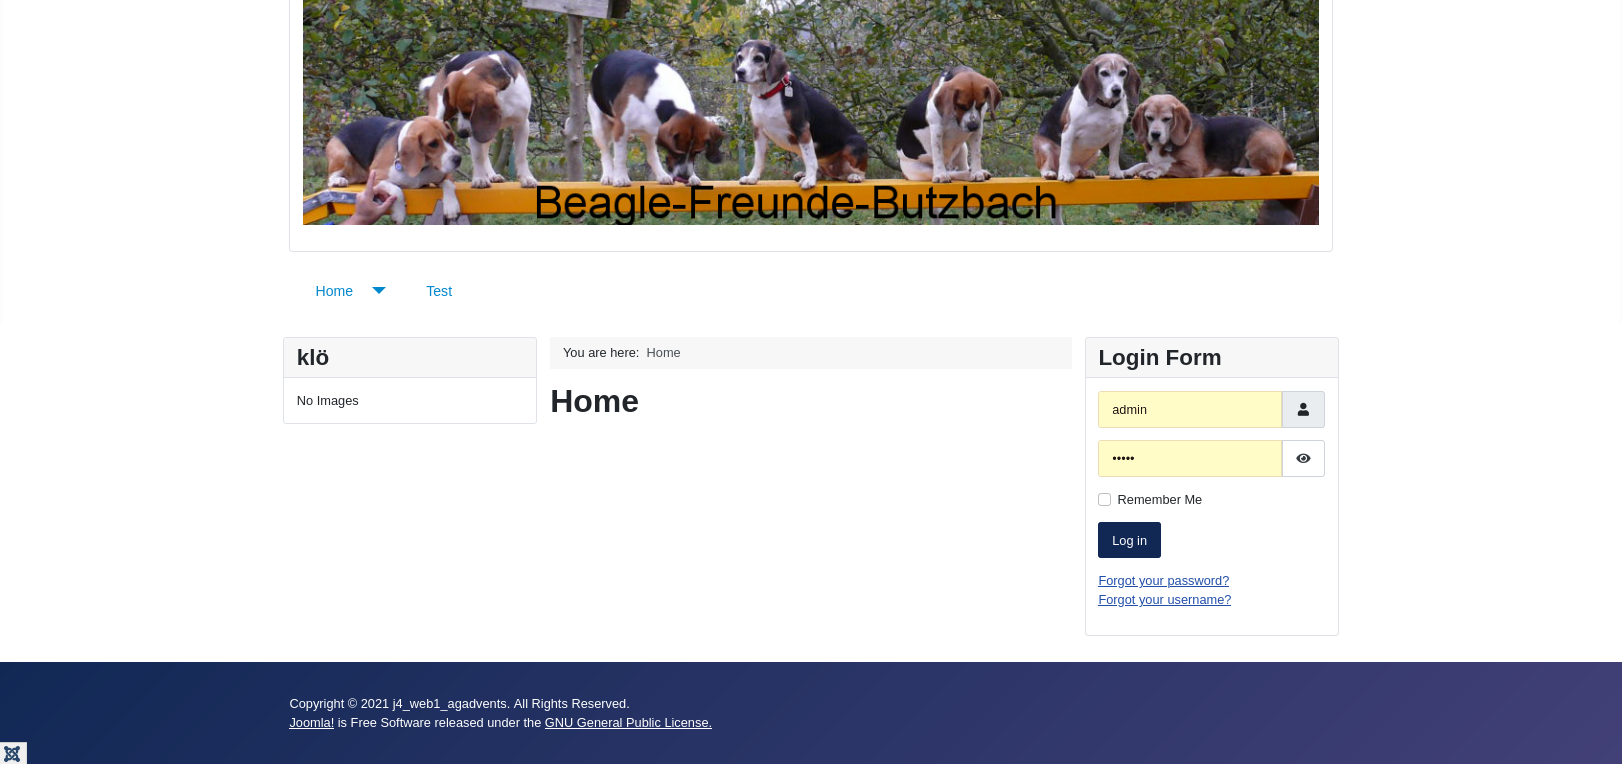 Beagle-Freunde-Butzbach
Home
Test
klö
No Images
You are here: Home
Home
Login Form
admin
•••••
Remember Me
Log in
Forgot your password?
Forgot your username?
Copyright © 2021 j4_web1_agadvents. All Rights Reserved.
Joomla! is Free Software released under the GNU General Public License.